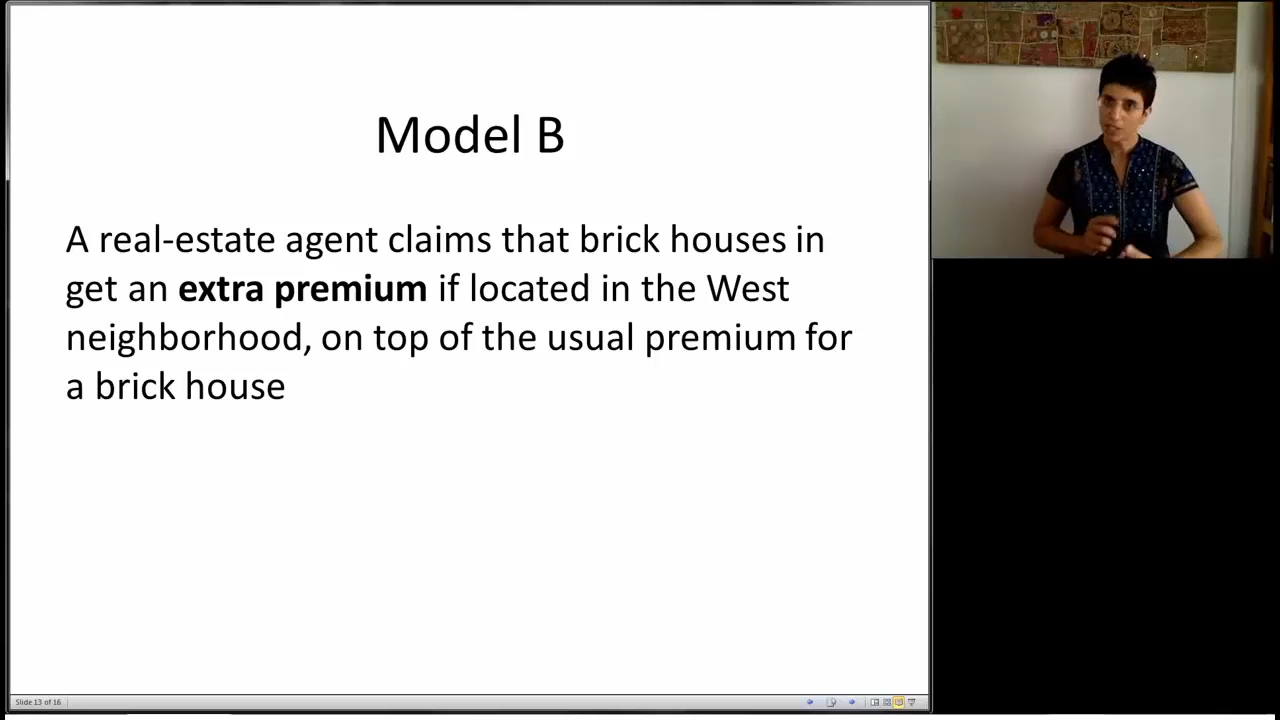 Model B
A real-estate agent claims that brick houses in
get an extra premium if located in the West
neighborhood, on top of the usual premium for
a brick house
Slide 13 of 16